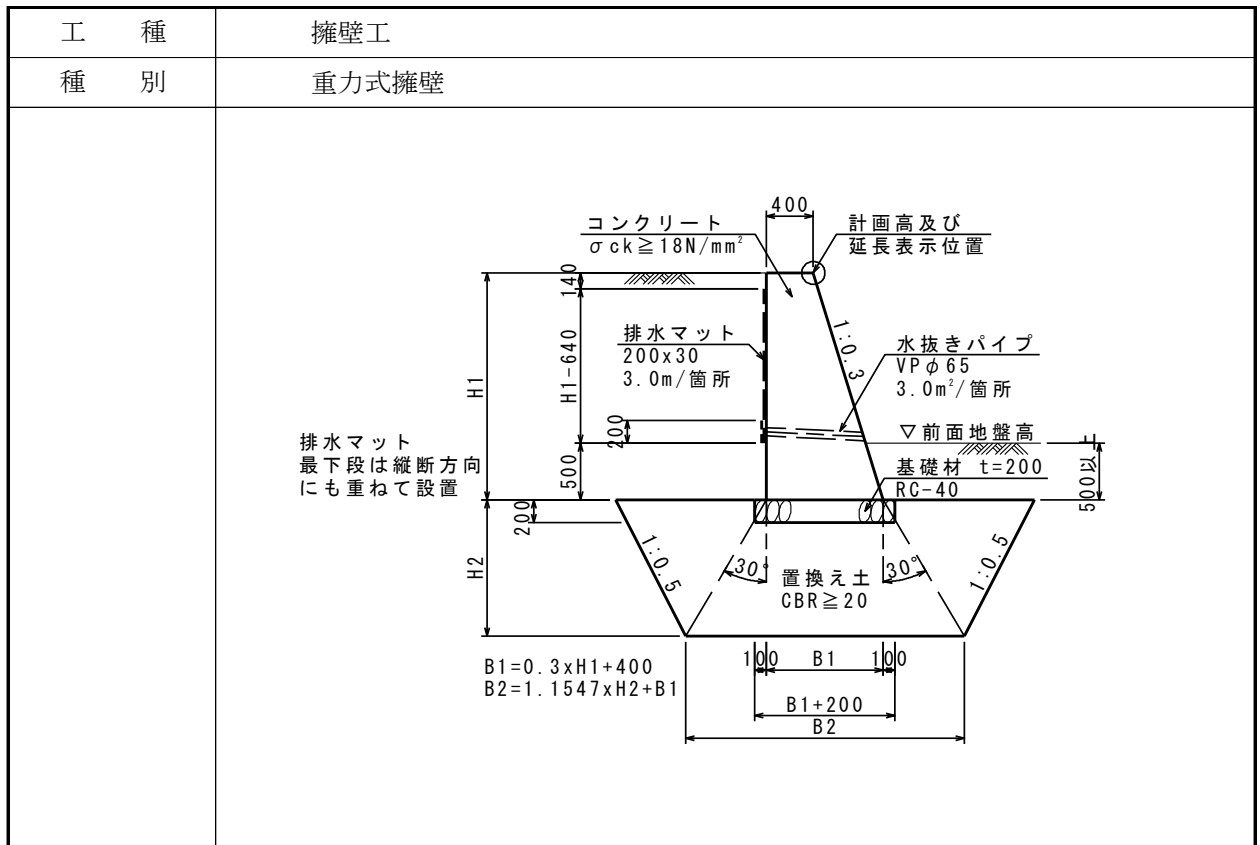 工　種　擁壁工
種　別　重力式擁壁
400
コンクリート
σck≧18N/mm²
計画高及び
延長表示位置
140
排水マット
200x30
3.0m/箇所
1:0.3
水抜きパイプ
VPφ65
3.0m²/箇所
H1
H1-640
200
▽前面地盤高
排水マット
最下段は縦断方向
にも重ねて設置
500
基礎材 t=200
RC-40
500以上
200
H2
1:0.5
30°
置換え土
CBR≧20
30°
1:0.5
B1=0.3xH1+400
B2=1.1547xH2+B1
100
B1
100
B1+200
B2